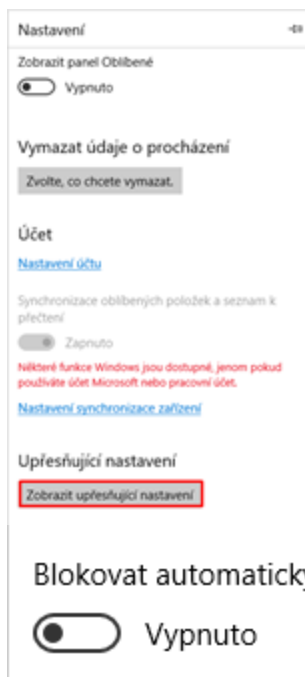 Nastavení
Zobrazit panel Oblíbené
Vypnuto
Vymazat údaje o procházení
Zvolte, co chcete vymazat.
Účet
Nastavení účtu
Synchronizace oblíbených položek a seznam k
přečtení
Zapnuto
Některé funkce Windows jsou dostupné, jenom pokud
používáte účet Microsoft nebo pracovní účet.
Nastavení synchronizace zařízení
Upřesňující nastavení
Zobrazit upřesňující nastavení
Blokovat automaticky
Vypnuto